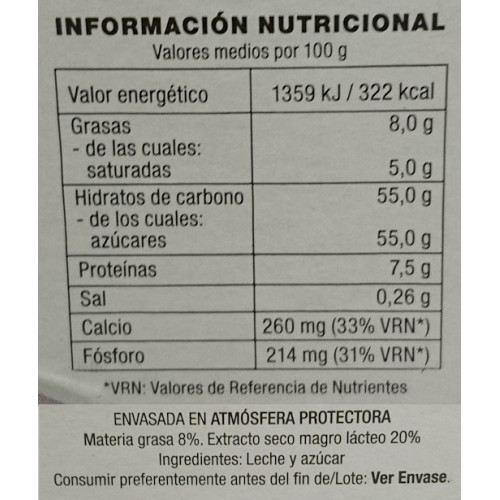 INFORMACIÓN NUTRICIONAL
Valores medios por 100 g
Valor energético 1359 kJ / 322 kcal
Grasas 8,0 g
- de las cuales:
saturadas 5,0 g
Hidratos de carbono 55,0 g
- de los cuales:
azúcares 55,0 g
Proteínas 7,5 g
Sal 0,26 g
Calcio 260 mg (33% VRN*)
Fósforo 214 mg (31% VRN*)
*VRN: Valores de Referencia de Nutrientes
ENVASADA EN ATMÓSFERA PROTECTORA
Materia grasa 8%. Extracto seco magro lácteo 20%
Ingredientes: Leche y azúcar
Consumir preferentemente antes del fin de/Lote: Ver Envase.